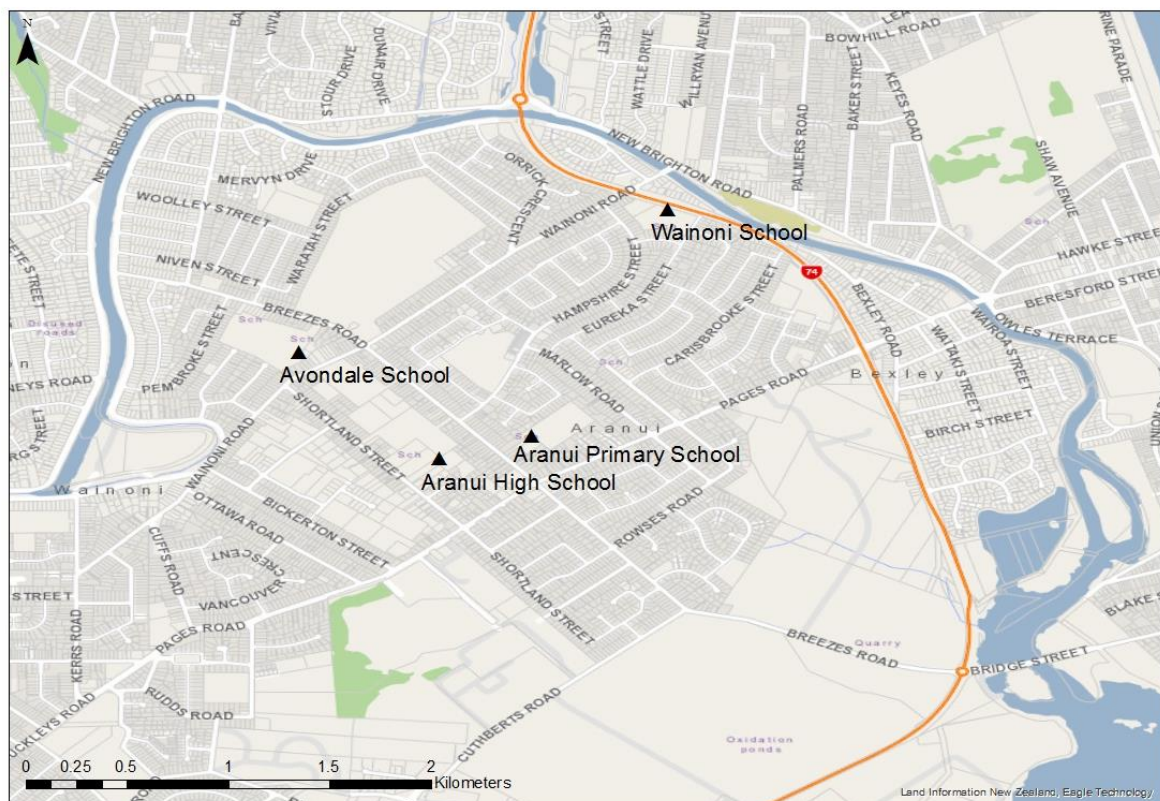 N
NEW BRIGHTON ROAD
STOUR DRIVE
DUNAIR DRIVE
STREET
WATTLE DRIVE
WILLRYAN AVENUE
PALMERS ROAD
BAKER STREET
BOWHILL ROAD
KEYES ROAD
RINE PARADE
SHAW AVENUE
NEW BRIGHTON ROAD
MERVYN DRIVE
WOOLLEY STREET
WARATAH STREET
NIVEN STREET
ORRICK CRESCENT
WAINONI ROAD
Wainoni School
Sch
HAWKE STREET
BERESFORD STREET
OWLES TERRACE
74
BEXLEY ROAD
WAIROA STREET
WAITAKI STREET
HAMPSHIRE STREET
EUREKA STREET
CARISBROOKE STREET
BREEZES ROAD
Sch
Sch
Disused
roads
PEMBROKE STREET
Avondale School
NEYS ROAD
MARLOW ROAD
Sch
PAGES ROAD
Bexley
BIRCH STREET
SHORTLAND STREET
Aranui
Aranui Primary School
Sch
Aranui High School
WAINONI ROAD
Wainoni
OTTAWA ROAD
BICKERTON STREET
ROWSES ROAD
CUFFS ROAD
CRESCENT
VANCOUVER
SHORTLAND STREET
STREET
KERRS ROAD
PAGES ROAD
BLAKE S
BREEZES ROAD
Quarry
BRIDGE STREET
RUDDS ROAD
UCKLEYS ROAD
CUTHBERTS ROAD
Oxidation
ponds
0 0.25 0.5 1 1.5 2
Kilometers
Land Information New Zealand, Eagle Technology